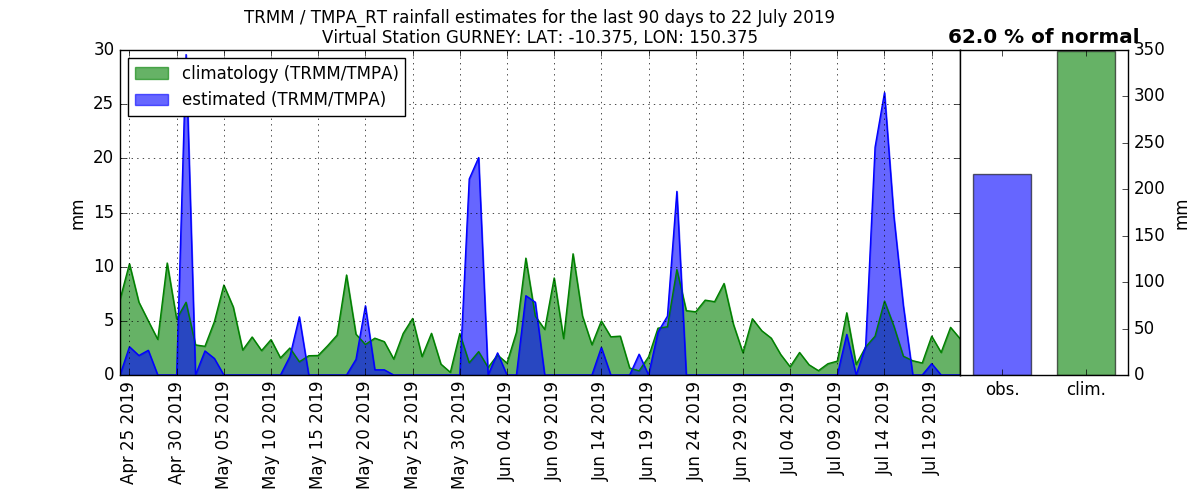 TRMM / TMPA_RT rainfall estimates for the last 90 days to 22 July 2019
Virtual Station GURNEY: LAT: -10.375, LON: 150.375
62.0 % of normal
climatology (TRMM/TMPA)
estimated (TRMM/TMPA)
mm
30
25
20
15
10
5
0
Apr 25 2019
Apr 30 2019
May 05 2019
May 10 2019
May 15 2019
May 20 2019
May 25 2019
May 30 2019
Jun 04 2019
Jun 09 2019
Jun 14 2019
Jun 19 2019
Jun 24 2019
Jun 29 2019
Jul 04 2019
Jul 09 2019
Jul 14 2019
Jul 19 2019
obs.
clim.
350
300
250
200
150
100
50
0
mm